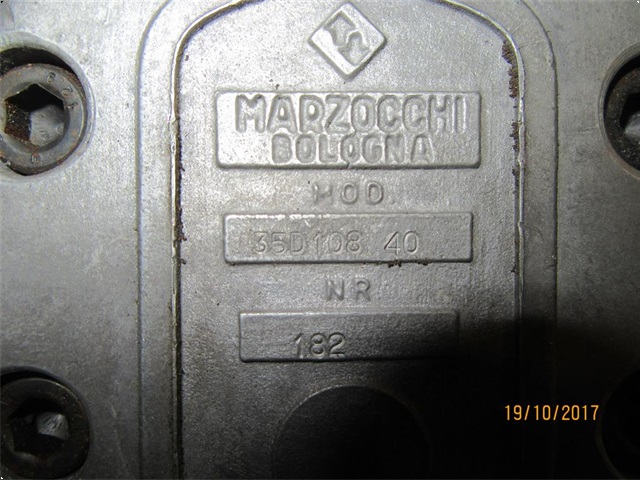 MARZOCCHI
BOLOGNA
MOD.
35D108 40
NR
182
19/10/2017